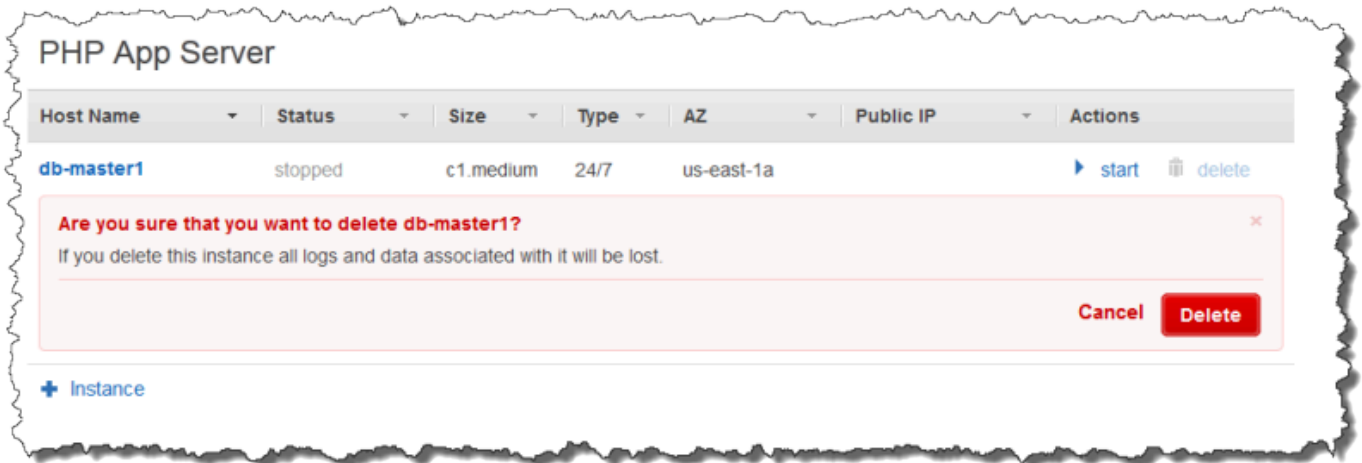 PHP App Server
Host Name Status Size Type AZ Public IP Actions
db-master1 stopped c1.medium 24/7 us-east-1a start delete
Are you sure that you want to delete db-master1? ×
If you delete this instance all logs and data associated with it will be lost.
Cancel Delete
+ Instance